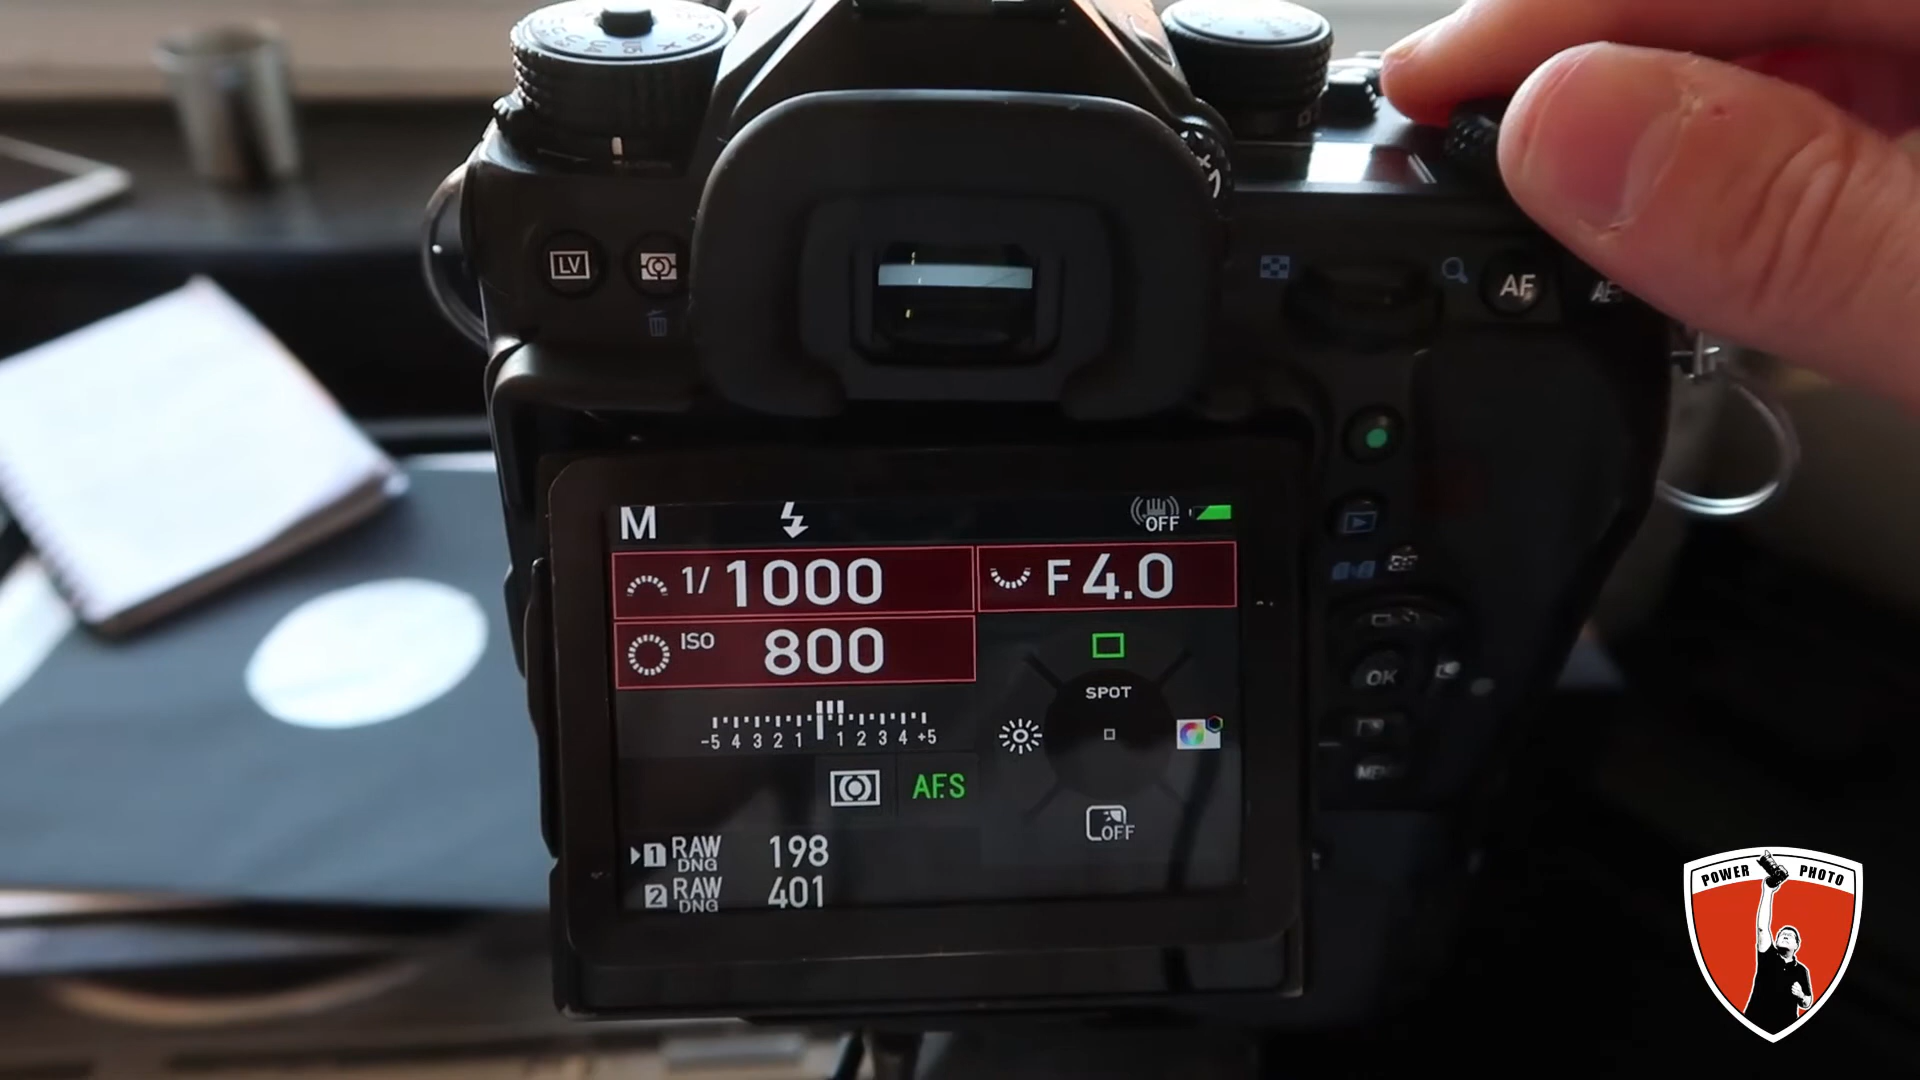 LV
AF
M
OFF
1/ 1000
F 4.0
ISO 800
-5 4 3 2 1 1 2 3 4 +5
SPOT
AF.S
OFF
1 RAW DNG 198
2 RAW DNG 401
OK
MENU
POWER PHOTO